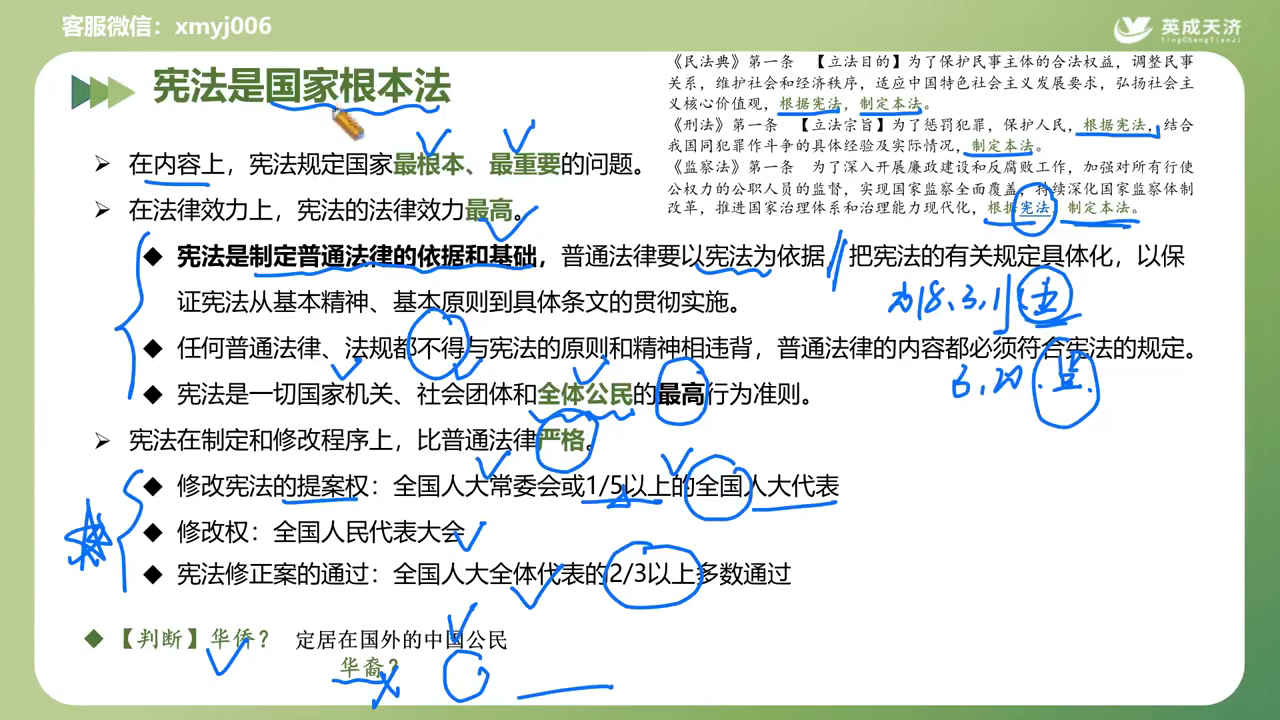 客服微信：xmyj006
英成天济
YingChengTianJi
宪法是国家根本法
《民法典》第一条 【立法目的】为了保护民事主体的合法权益，调整民事
关系，维护社会和经济秩序，适应中国特色社会主义发展要求，弘扬社会主
义核心价值观，根据宪法，制定本法。
《刑法》第一条 【立法宗旨】为了惩罚犯罪，保护人民，根据宪法，结合
我国同犯罪作斗争的具体经验及实际情况，制定本法。
《监察法》第一条 为了深入开展廉政建设和反腐败工作，加强对所有行使
公权力的公职人员的监督，实现国家监察全面覆盖，持续深化国家监察体制
改革，推进国家治理体系和治理能力现代化，根据宪法 制定本法。
在内容上，宪法规定国家最根本、最重要的问题。
在法律效力上，宪法的法律效力最高。
宪法是制定普通法律的依据和基础，普通法律要以宪法为依据 把宪法的有关规定具体化，以保
证宪法从基本精神、基本原则到具体条文的贯彻实施。
18.3.11
任何普通法律、法规都不得与宪法的原则和精神相违背，普通法律的内容都必须符合宪法的规定。
宪法是一切国家机关、社会团体和全体公民的最高行为准则。
3.20 监
宪法在制定和修改程序上，比普通法律严格。
修改宪法的提案权：全国人大常委会或1/5以上的全国人大代表
修改权：全国人民代表大会
宪法修正案的通过：全国人大全体代表的2/3以上多数通过
【判断】华侨？ 定居在国外的中国公民
华裔？